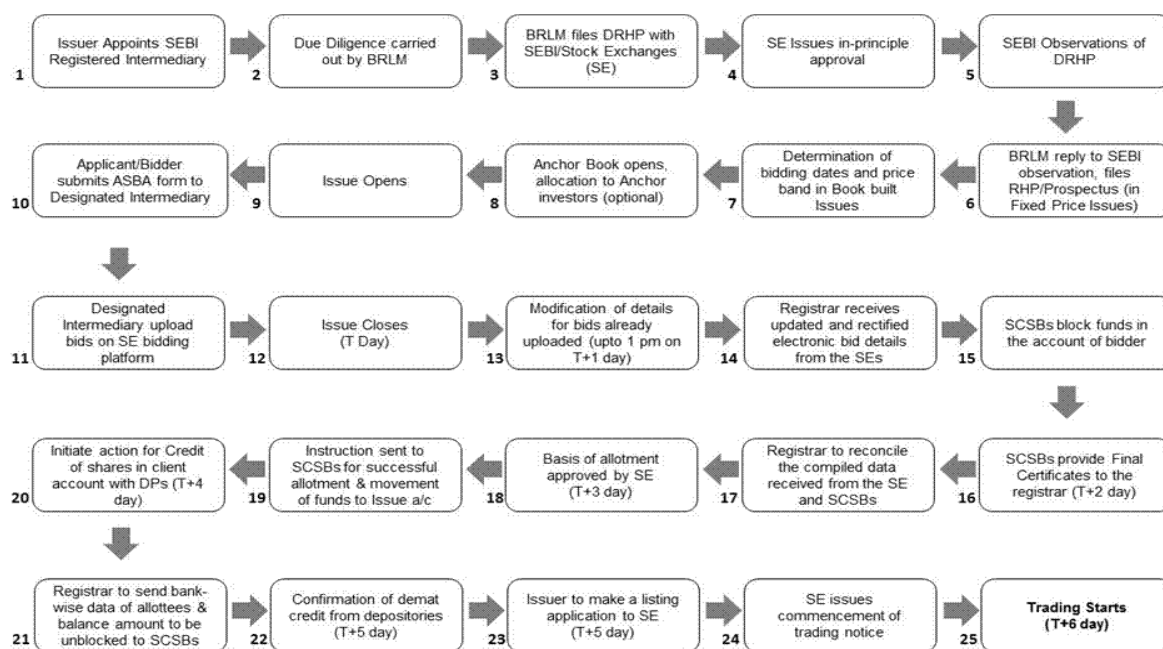 Issuer Appoints SEBI
Registered Intermediary
1
Due Diligence carried
out by BRLM
2
BRLM files DRHP with
SEBI/Stock Exchanges
(SE)
3
SE Issues in-principle
approval
4
SEBI Observations of
DRHP
5
BRLM reply to SEBI
observation, files
RHP/Prospectus (in
Fixed Price Issues)
6
Determination of
bidding dates and price
band in Book built
Issues
7
Anchor Book opens,
allocation to Anchor
investors (optional)
8
Issue Opens
9
Applicant/Bidder
submits ASBA form to
Designated Intermediary
10
Designated
Intermediary upload
bids on SE bidding
platform
11
Issue Closes
(T Day)
12
Modification of details
for bids already
uploaded (upto 1 pm on
T+1 day)
13
Registrar receives
updated and rectified
electronic bid details
from the SEs
14
SCSBs block funds in
the account of bidder
15
SCSBs provide Final
Certificates to the
registrar (T+2 day)
16
Registrar to reconcile
the compiled data
received from the SE
and SCSBs
17
Basis of allotment
approved by SE
(T+3 day)
18
Instruction sent to
SCSBs for successful
allotment & movement
of funds to Issue a/c
19
Initiate action for Credit
of shares in client
account with DPs (T+4
day)
20
Registrar to send bank-
wise data of allottees &
balance amount to be
unblocked to SCSBs
21
Confirmation of demat
credit from depositories
(T+5 day)
22
Issuer to make a listing
application to SE
(T+5 day)
23
SE issues
commencement of
trading notice
24
Trading Starts
(T+6 day)
25